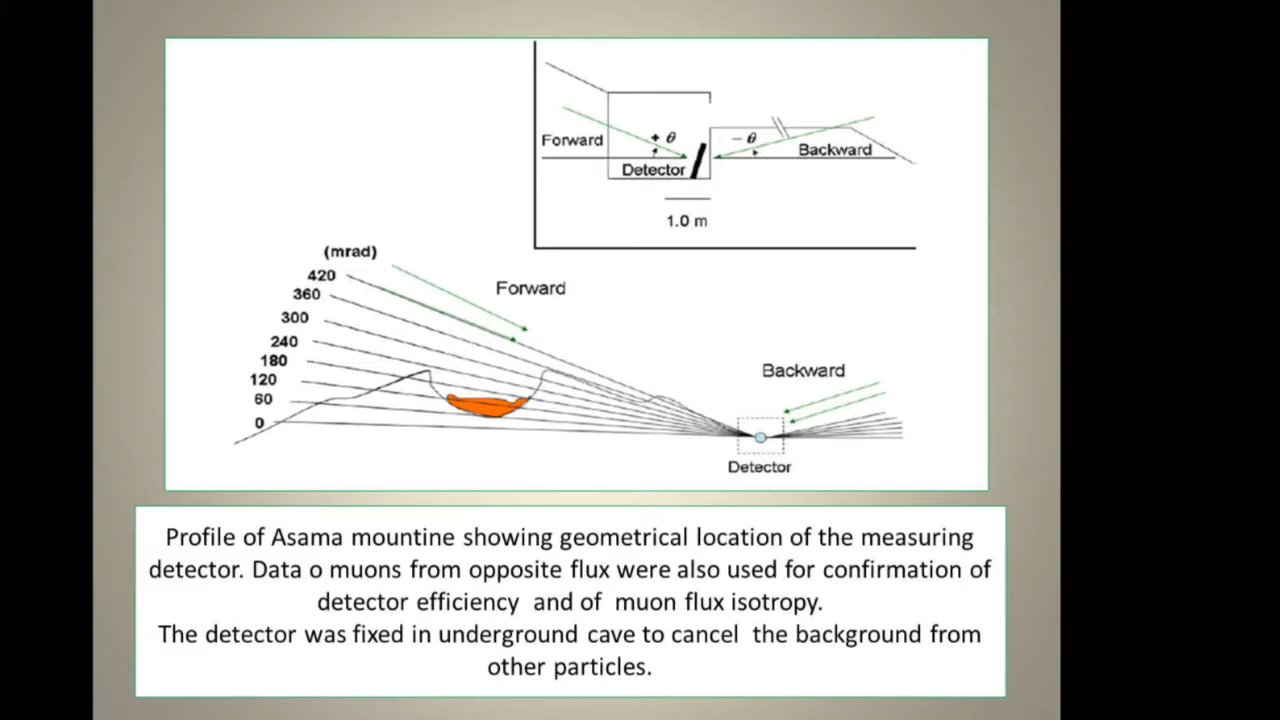 Forward
+ θ
− θ
Backward
Detector
1.0 m
(mrad)
420
360
300
240
180
120
60
0
Forward
Backward
Detector
Profile of Asama mountine showing geometrical location of the measuring
detector. Data o muons from opposite flux were also used for confirmation of
detector efficiency and of muon flux isotropy.
The detector was fixed in underground cave to cancel the background from
other particles.